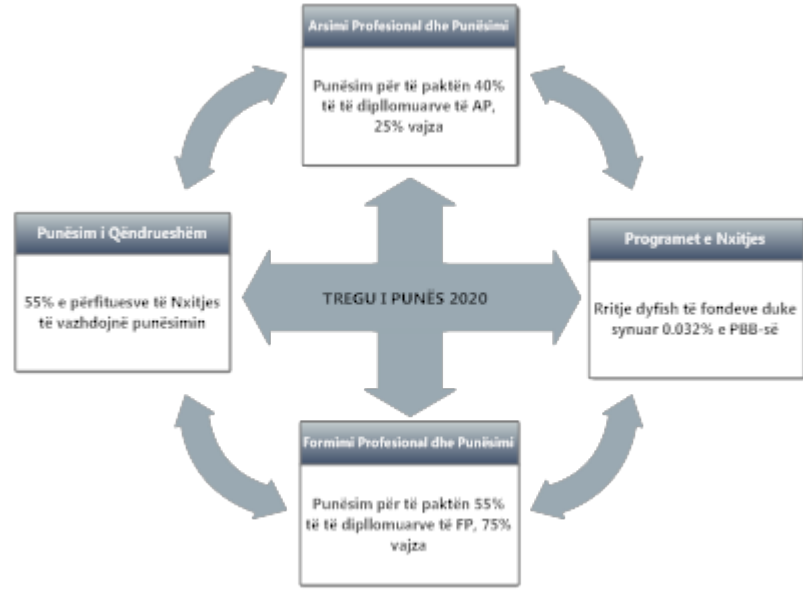 Arsimi Profesional dhe Punësimi
Punësim për të paktën 40%
të të dipllomuarve të AP,
25% vajza
Punësim i Qëndrueshëm
55% e përfituesve të Nxitjes
të vazhdojnë punësimin
TREGU I PUNËS 2020
Programet e Nxitjes
Rritje dyfish të fondeve duke
synuar 0.032% e PBB-së
Formimi Profesional dhe Punësimi
Punësim për të paktën 55%
të të dipllomuarve të FP, 75%
vajza